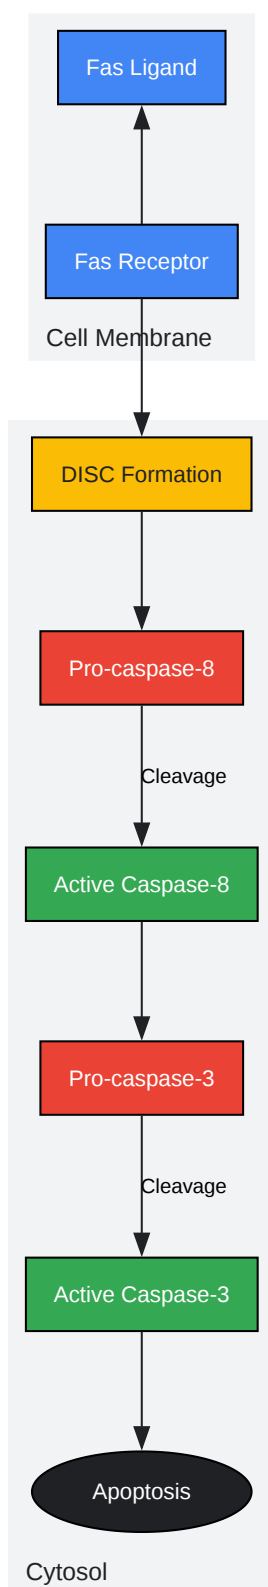 Fas Ligand
Fas Receptor
Cell Membrane
DISC Formation
Pro-caspase-8
Cleavage
Active Caspase-8
Pro-caspase-3
Cleavage
Active Caspase-3
Apoptosis
Cytosol